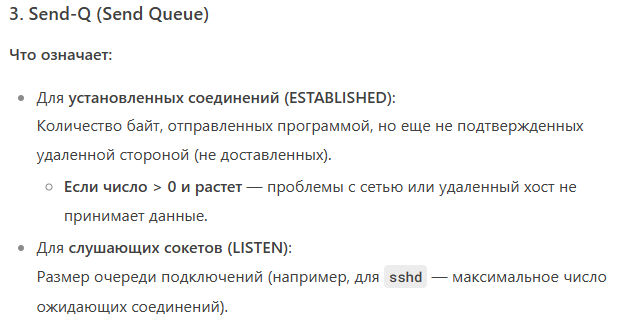 3. Send-Q (Send Queue)
Что означает:
• Для установленных соединений (ESTABLISHED):
Количество байт, отправленных программой, но еще не подтвержденных
удаленной стороной (не доставленных).
◦ Если число > 0 и растет — проблемы с сетью или удаленный хост не
принимает данные.
• Для слушающих сокетов (LISTEN):
Размер очереди подключений (например, для sshd — максимальное число
ожидающих соединений).